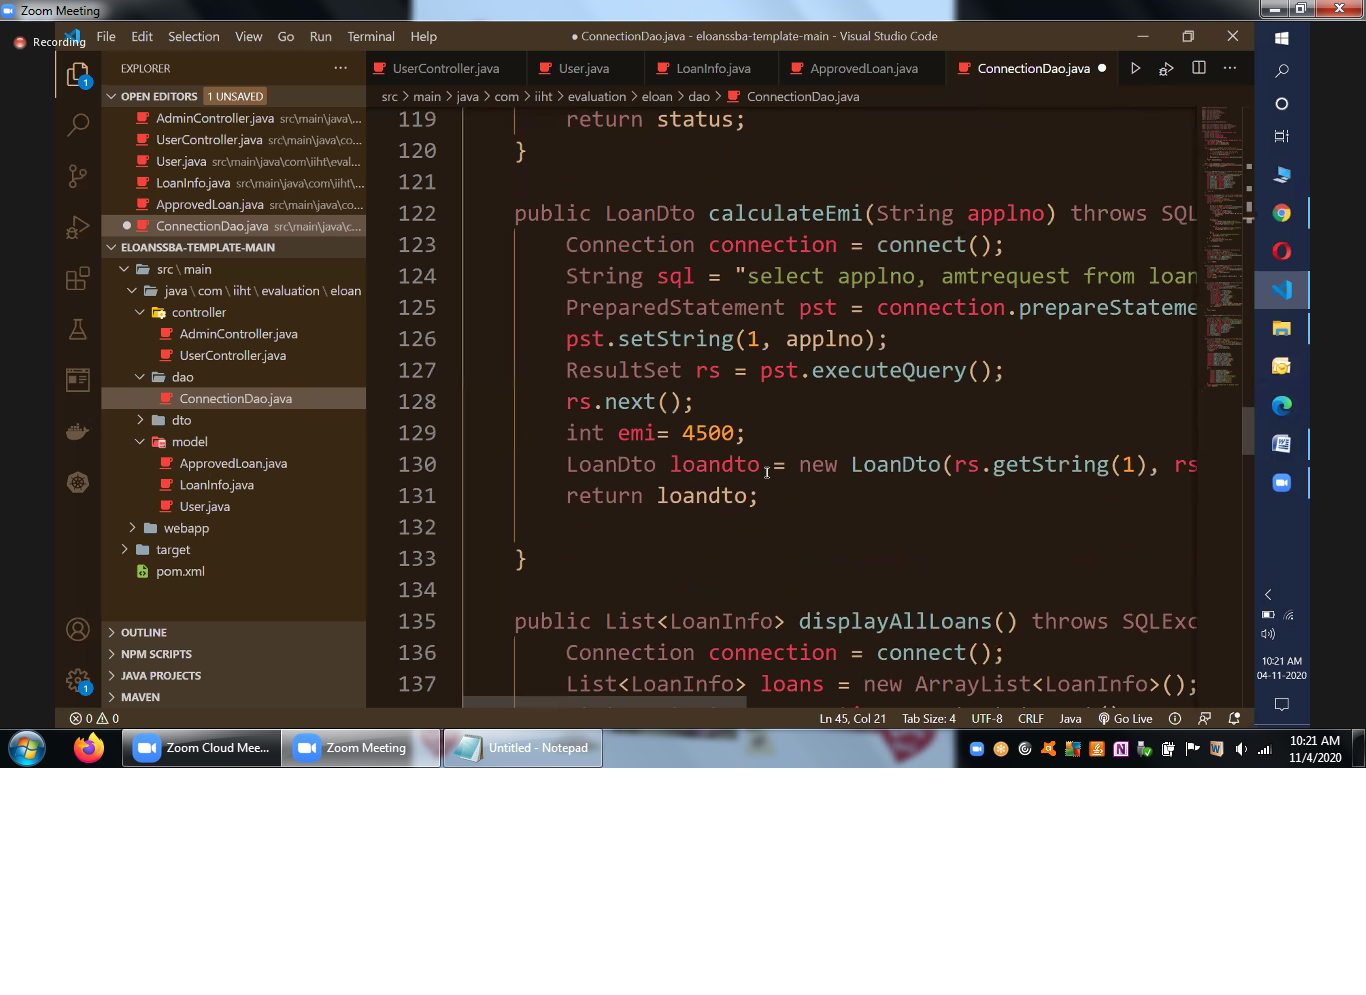 Zoom Meeting
Recording
File Edit Selection View Go Run Terminal Help
● ConnectionDao.java - eloanssba-template-main - Visual Studio Code
EXPLORER ...
UserController.java User.java LoanInfo.java ApprovedLoan.java ConnectionDao.java ●
OPEN EDITORS 1 UNSAVED
src > main > java > com > iiht > evaluation > eloan > dao > ConnectionDao.java
AdminController.java src\main\java\...
UserController.java src\main\java\co...
User.java src\main\java\com\iiht\eval...
LoanInfo.java src\main\java\com\iiht\...
ApprovedLoan.java src\main\java\co...
● ConnectionDao.java src\main\java\c...
ELOANSSBA-TEMPLATE-MAIN
src \ main
java \ com \ iiht \ evaluation \ eloan
controller
AdminController.java
UserController.java
dao
ConnectionDao.java
dto
model
ApprovedLoan.java
LoanInfo.java
User.java
webapp
target
pom.xml
OUTLINE
NPM SCRIPTS
JAVA PROJECTS
MAVEN
1
1
119 return status;
120 }
121
122 public LoanDto calculateEmi(String applno) throws SQL
123 Connection connection = connect();
124 String sql = "select applno, amtrequest from loan
125 PreparedStatement pst = connection.prepareStateme
126 pst.setString(1, applno);
127 ResultSet rs = pst.executeQuery();
128 rs.next();
129 int emi= 4500;
130 LoanDto loandto = new LoanDto(rs.getString(1), rs
131 return loandto;
132
133 }
134
135 public List<LoanInfo> displayAllLoans() throws SQLExc
136 Connection connection = connect();
137 List<LoanInfo> loans = new ArrayList<LoanInfo>();
0 0 Ln 45, Col 21 Tab Size: 4 UTF-8 CRLF Java Go Live
10:21 AM
04-11-2020
Zoom Cloud Mee... Zoom Meeting Untitled - Notepad
10:21 AM
11/4/2020